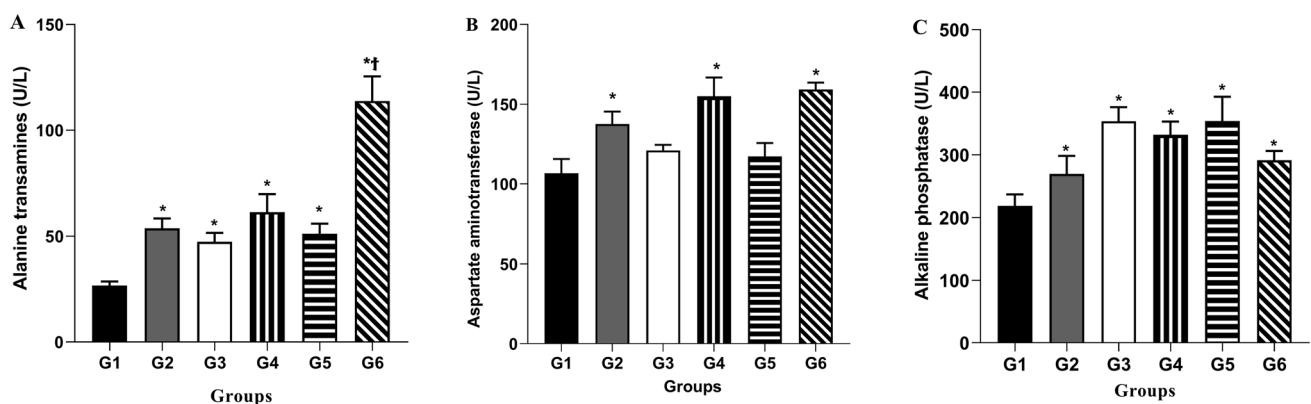 A
Alanine transamines (U/L)
150
100
50
0
* * * * *†
G1 G2 G3 G4 G5 G6
Groups
B
Aspartate aminotransferase (U/L)
200
150
100
50
0
* * *
G1 G2 G3 G4 G5 G6
Groups
C
Alkaline phosphatase (U/L)
500
400
300
200
100
0
* * * * *
G1 G2 G3 G4 G5 G6
Groups